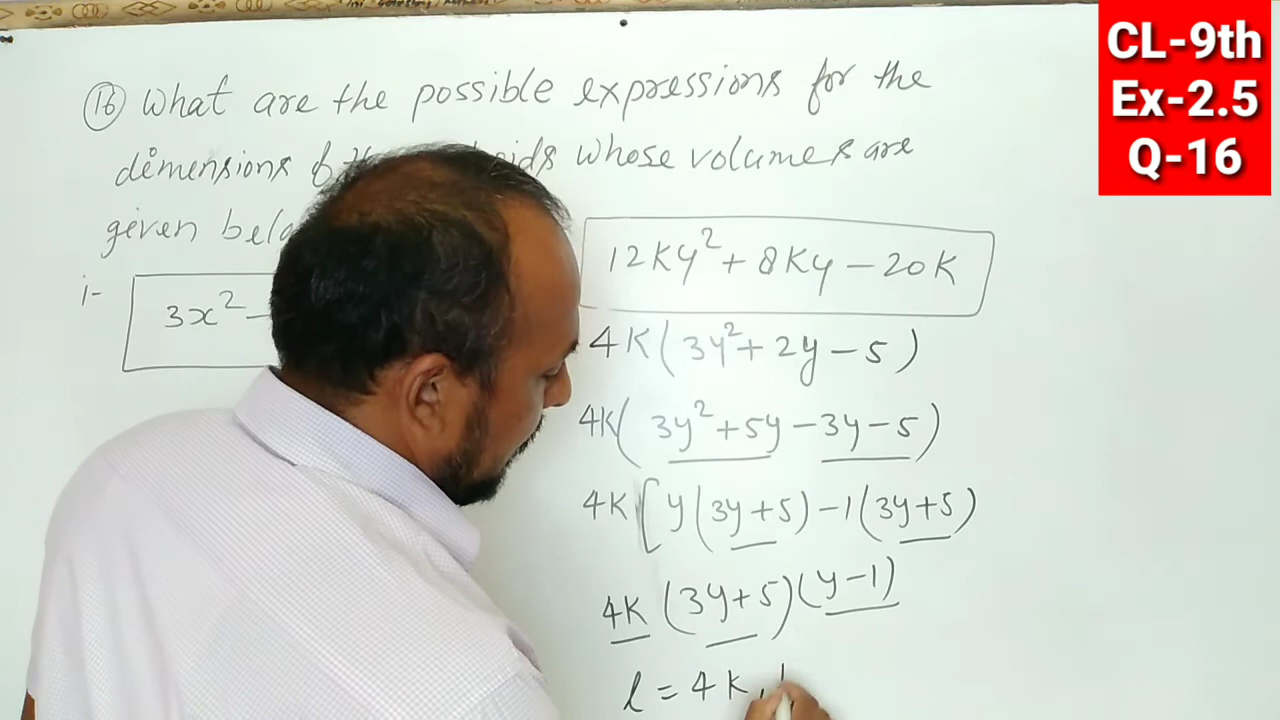 CL-9th
Ex-2.5
Q-16
(16) What are the possible expressions for the
dimensions of whose volumes are
given
i- 3x² -
12Ky² + 8Ky - 20K
4K(3y² + 2y - 5)
4K(3y² + 5y - 3y - 5)
4K[y(3y + 5) - 1(3y + 5)
4K(3y + 5)(y - 1)
l = 4K,